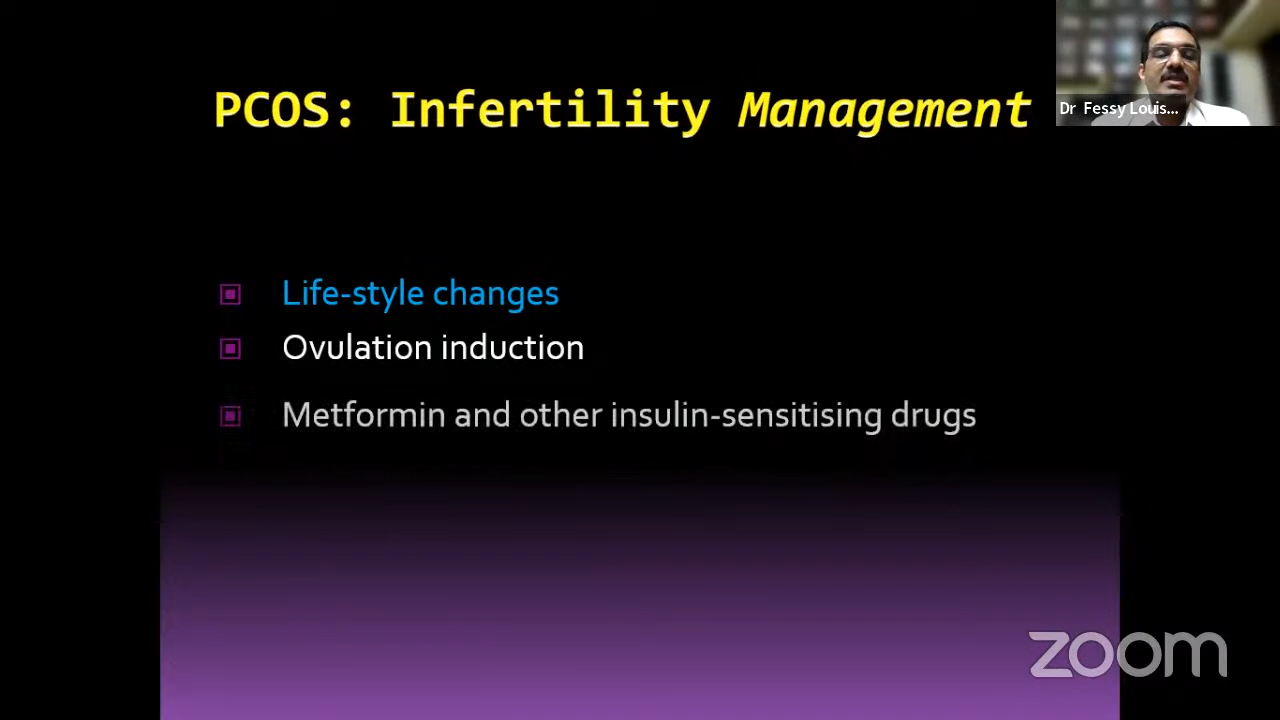 PCOS: Infertility Management
Dr Fessy Louis...
Life-style changes
Ovulation induction
Metformin and other insulin-sensitising drugs
zoom